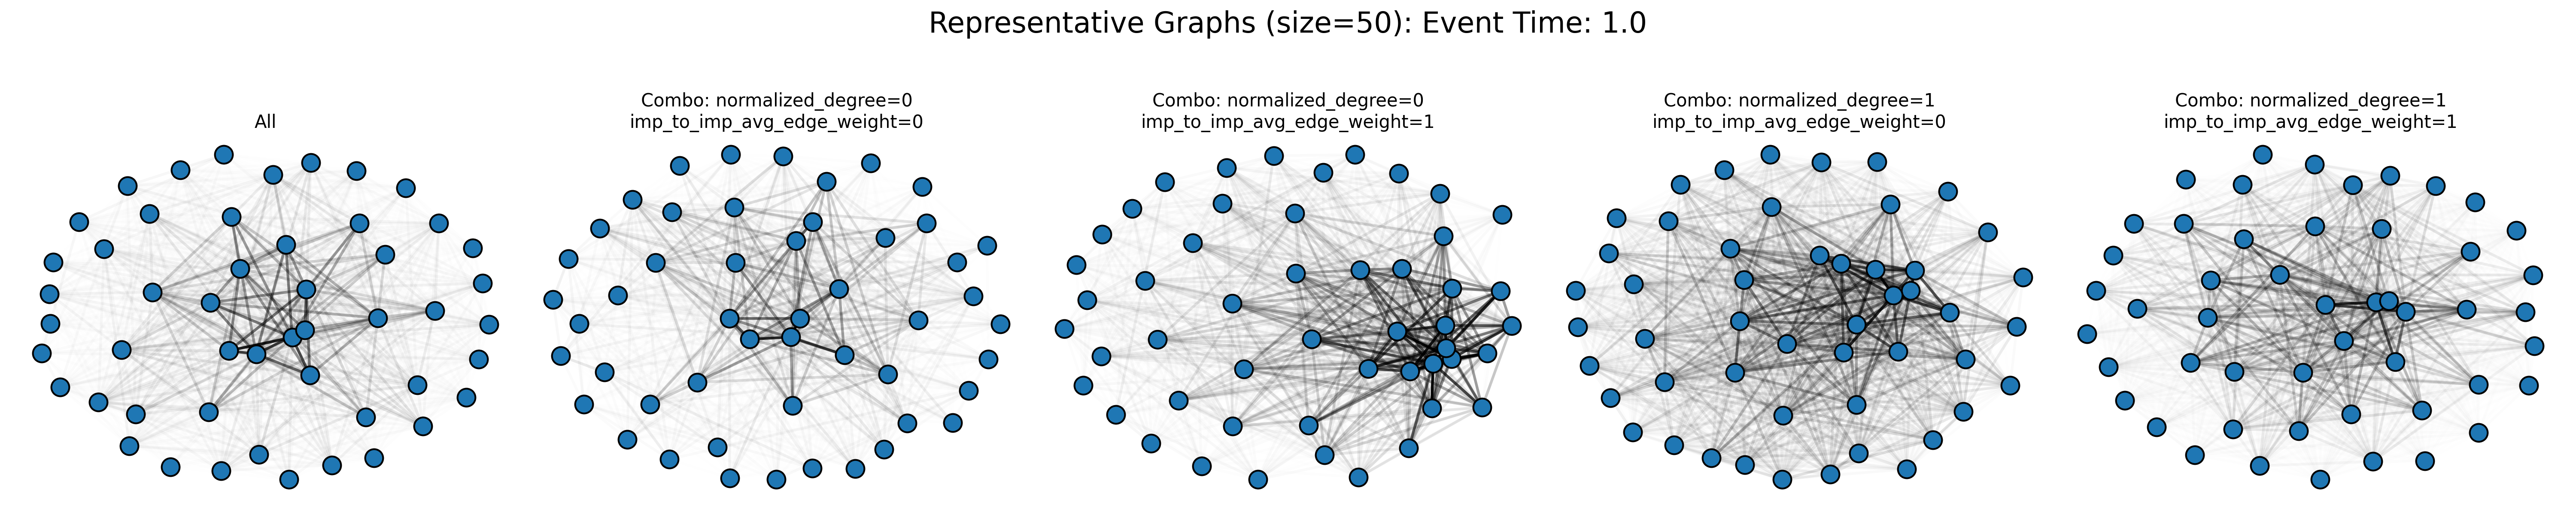 Representative Graphs (size=50): Event Time: 1.0
All
Combo: normalized_degree=0
imp_to_imp_avg_edge_weight=0
Combo: normalized_degree=0
imp_to_imp_avg_edge_weight=1
Combo: normalized_degree=1
imp_to_imp_avg_edge_weight=0
Combo: normalized_degree=1
imp_to_imp_avg_edge_weight=1